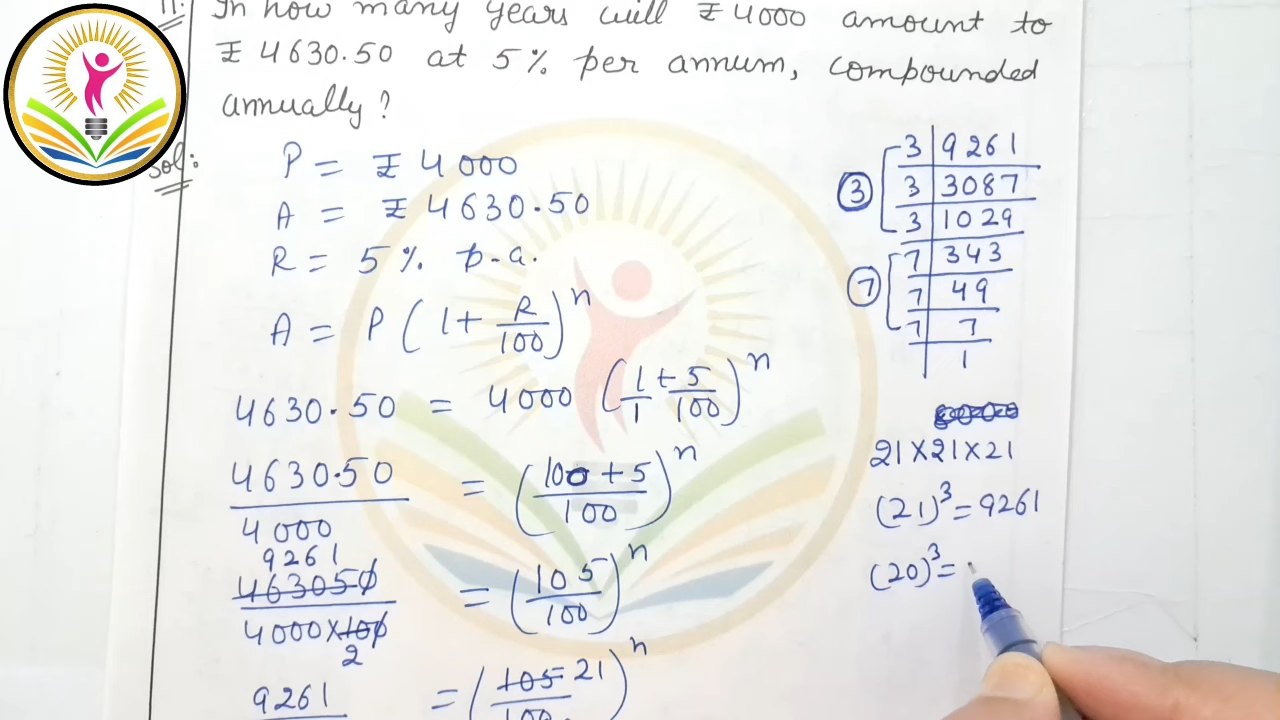 11. In how many years will ₹ 4000 amount to
₹ 4630.50 at 5% per annum, compounded
annually?
Sol:
P = ₹ 4000
A = ₹ 4630.50
R = 5% p.a.
A = P(1 + R/100)^n
4630.50 = 4000 (1/1 + 5/100)^n
4630.50/4000 = (100 + 5/100)^n
9261
463050/4000×100 = (105/100)^n
2
9261 = (105 21/100)^n
3 | 9261
3 | 3087
3 | 1029
7 | 343
7 | 49
7 | 7
1
3
7
21×21×21
(21)^3 = 9261
(20)^3 =